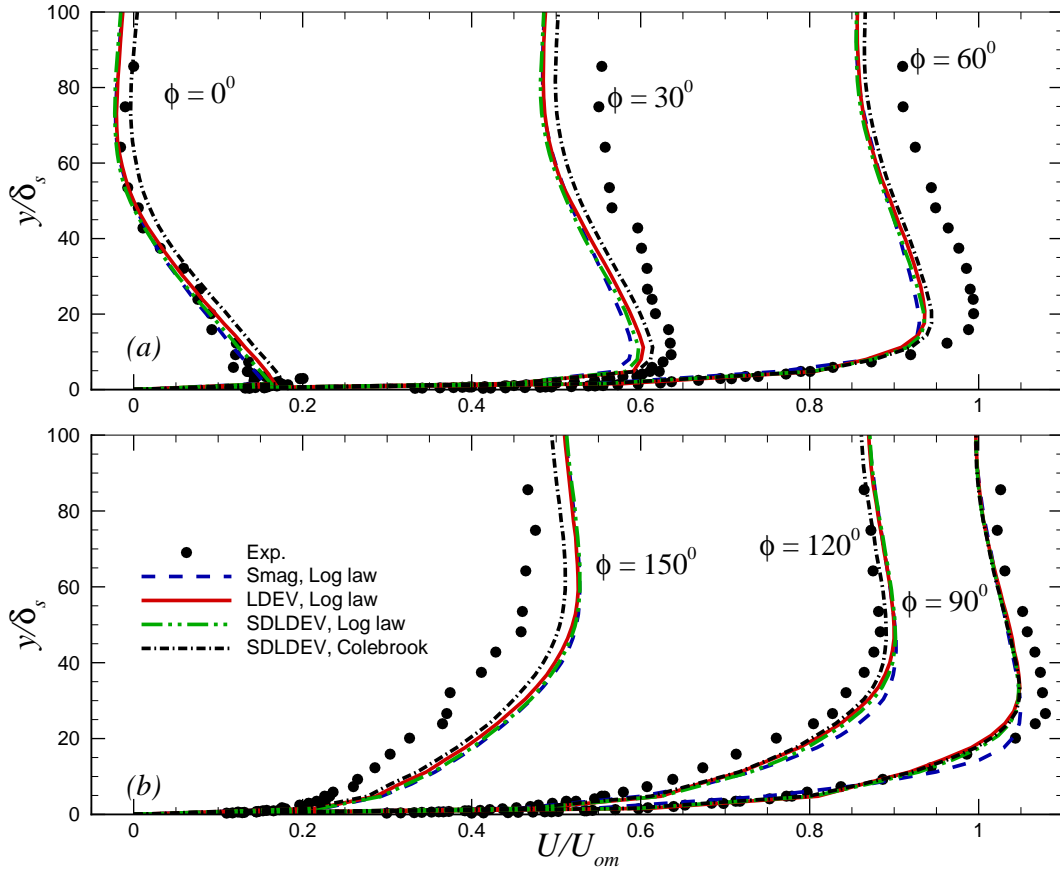 100
80
60
40
20
0
y/δs
ϕ = 0⁰
ϕ = 30⁰
ϕ = 60⁰
(a)
0 0.2 0.4 0.6 0.8 1
100
80
60
40
20
0
y/δs
Exp.
Smag, Log law
LDEV, Log law
SDLDEV, Log law
SDLDEV, Colebrook
ϕ = 150⁰
ϕ = 120⁰
ϕ = 90⁰
(b)
0 0.2 0.4 0.6 0.8 1
U/Uom